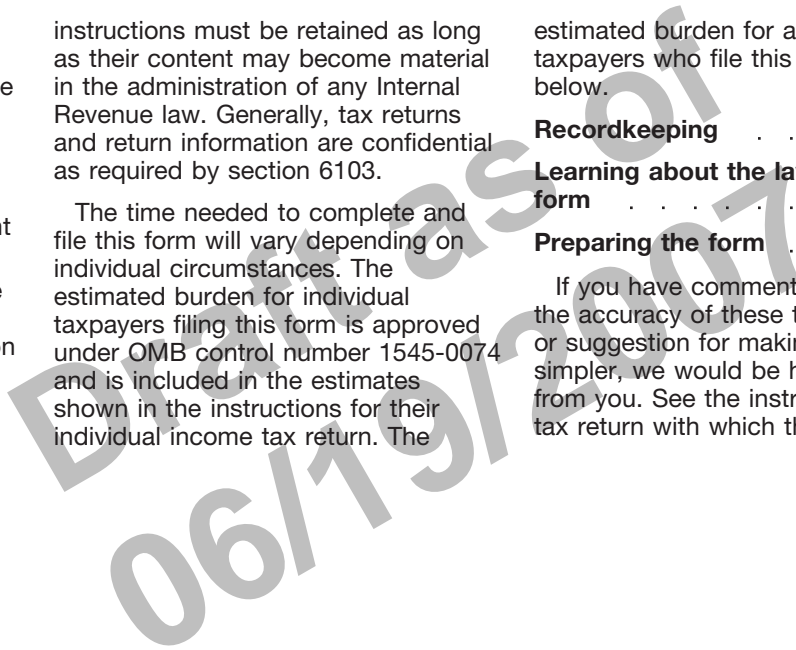 instructions must be retained as long
as their content may become material
in the administration of any Internal
Revenue law. Generally, tax returns
and return information are confidential
as required by section 6103.
The time needed to complete and
file this form will vary depending on
individual circumstances. The
estimated burden for individual
taxpayers filing this form is approved
under OMB control number 1545-0074
and is included in the estimates
shown in the instructions for their
individual income tax return. The
estimated burden for a
taxpayers who file this
below.
Recordkeeping . .
Learning about the
form . . . . . .
Preparing the form .
If you have comment
the accuracy of these
or suggestion for
simpler, we would be
from you. See the
tax return with which
Draft as of
06/19/2007